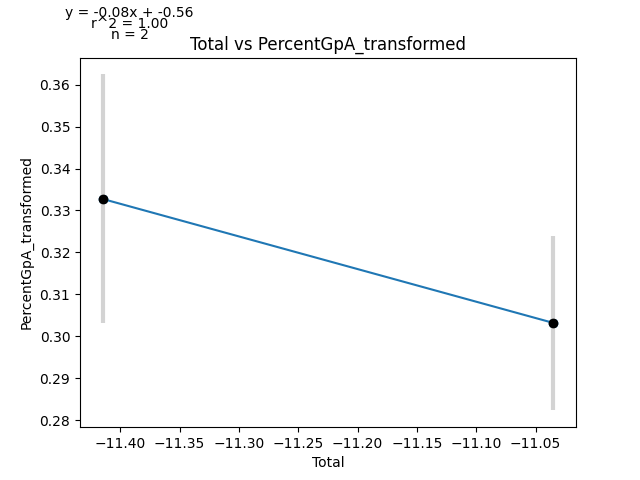 y = -0.08x + -0.56
r^2 = 1.00
n = 2
Total vs PercentGpA_transformed
PercentGpA_transformed
0.36
0.35
0.34
0.33
0.32
0.31
0.30
0.29
0.28
−11.40 −11.35 −11.30 −11.25 −11.20 −11.15 −11.10 −11.05
Total